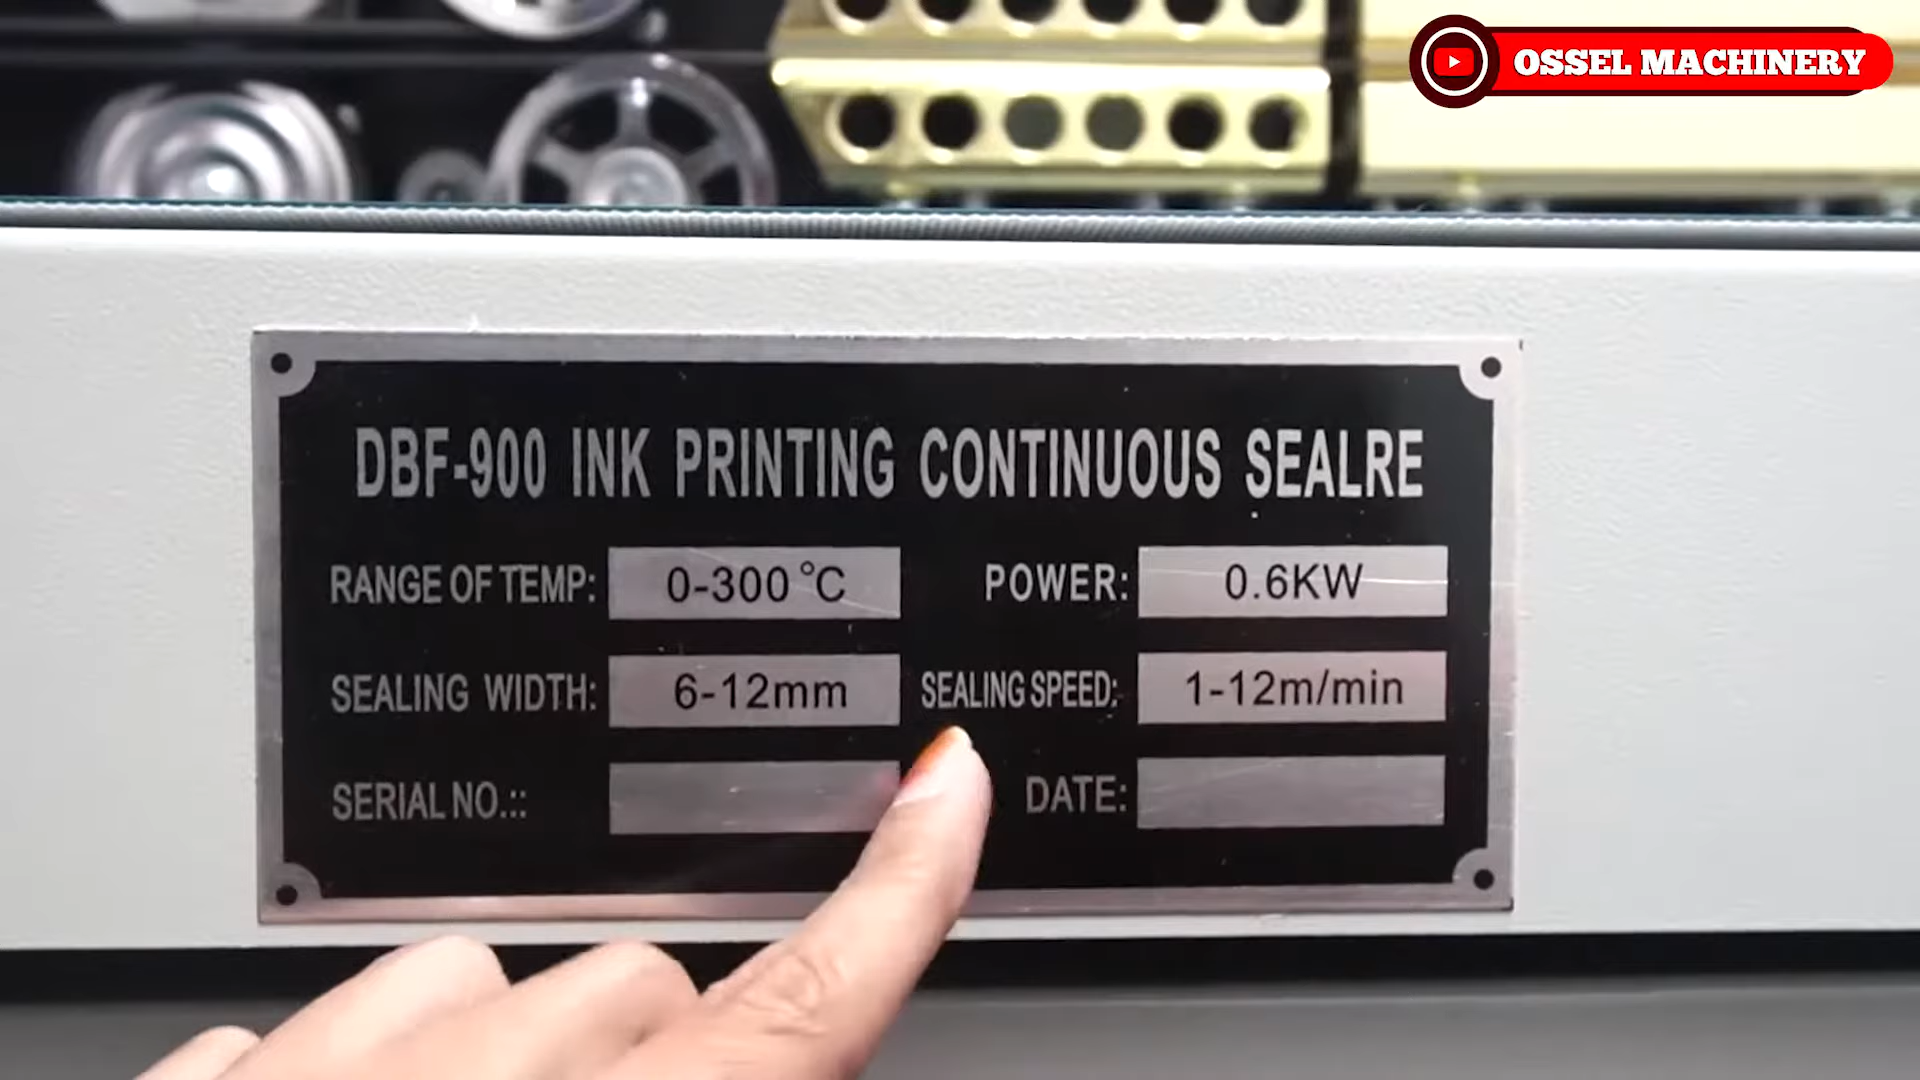 OSSEL MACHINERY
DBF-900 INK PRINTING CONTINUOUS SEALRE
RANGE OF TEMP: 0-300°C POWER: 0.6KW
SEALING WIDTH: 6-12mm SEALING SPEED: 1-12m/min
SERIAL NO.:: DATE: